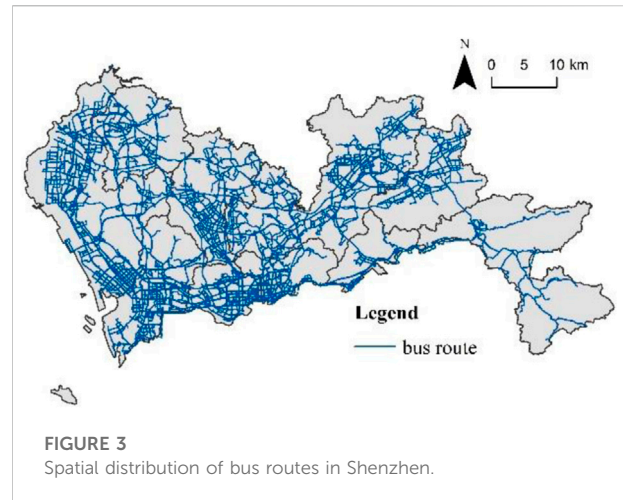 N
0 5 10 km
Legend
bus route
FIGURE 3
Spatial distribution of bus routes in Shenzhen.